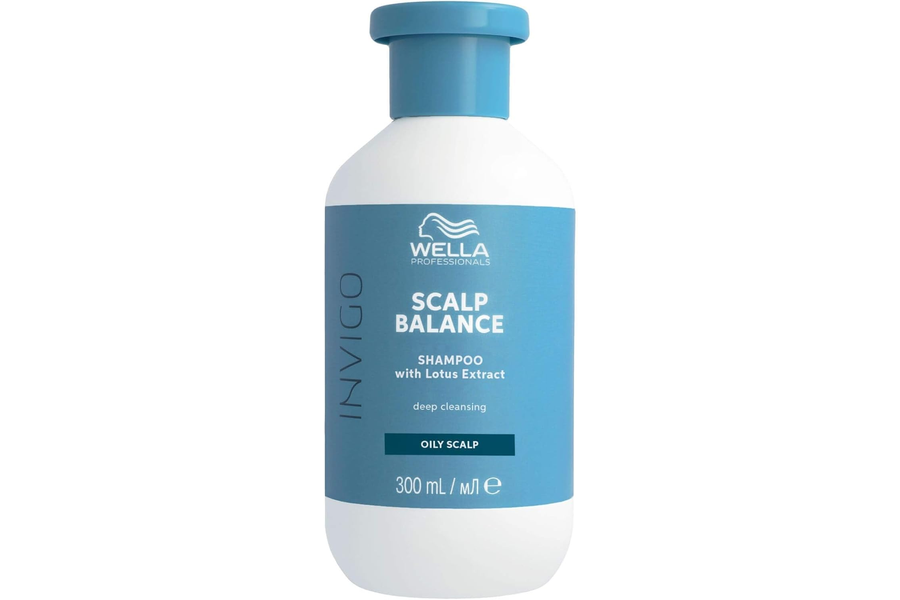 WELLA
PROFESSIONALS
INVIGO
SCALP
BALANCE
SHAMPOO
with Lotus Extract
deep cleansing
OILY SCALP
300 mL / мЛ ℮